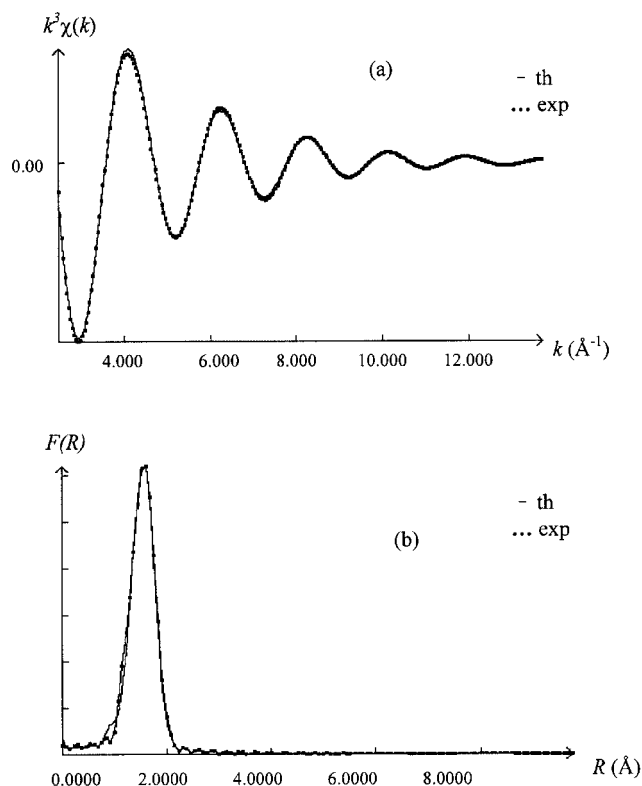 k³χ(k)
(a)
- th
... exp
0.00
4.000 6.000 8.000 10.000 12.000
k (Å⁻¹)
F(R)
- th
... exp
(b)
0.0000 2.0000 4.0000 6.0000 8.0000
R (Å)